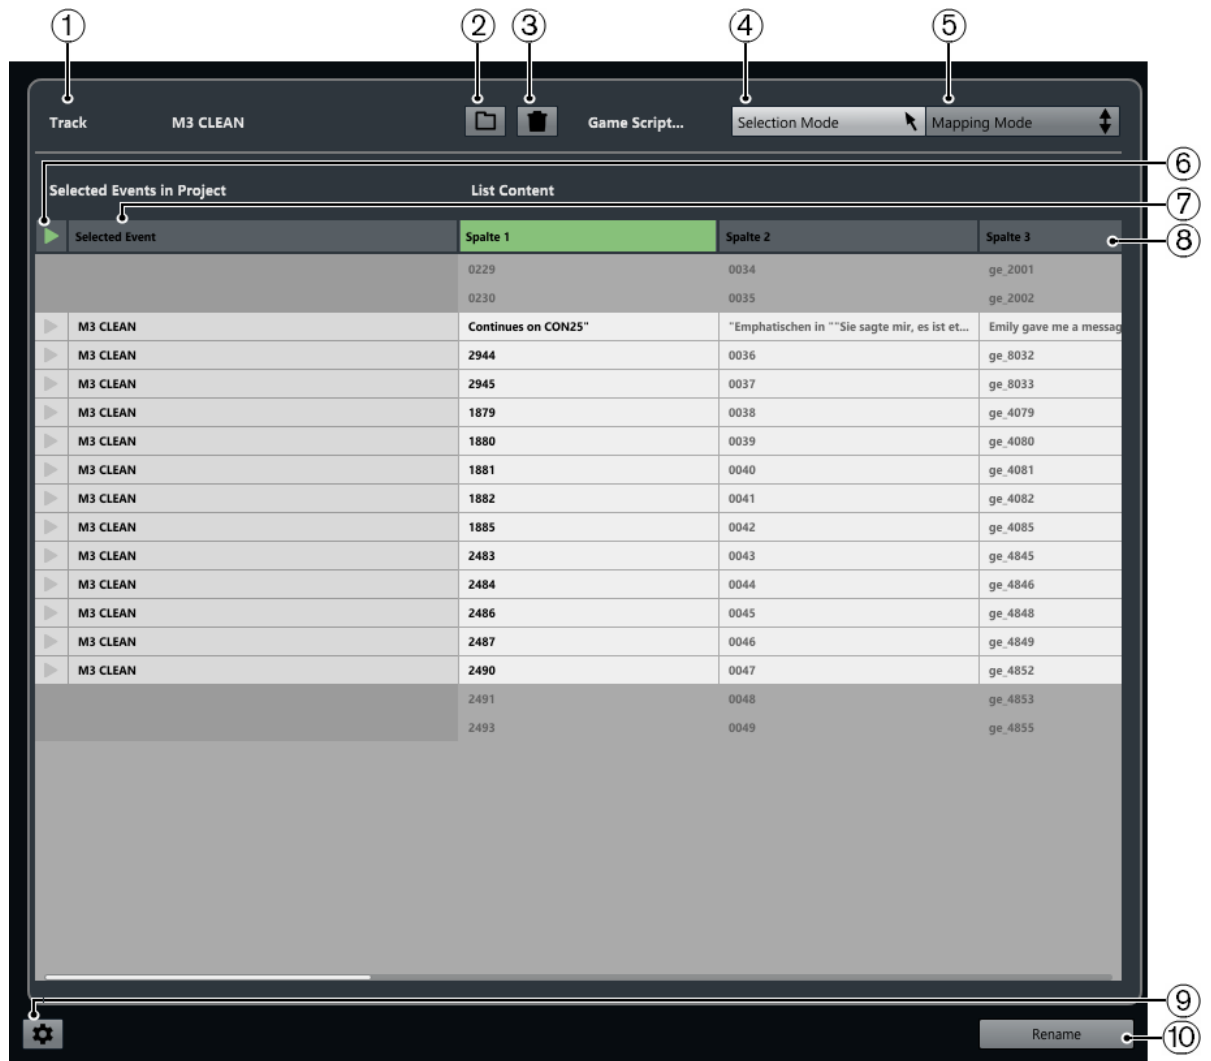 1 2 3 4 5
Track M3 CLEAN Game Script... Selection Mode Mapping Mode
6
Selected Events in Project List Content
7
Selected Event Spalte 1 Spalte 2 Spalte 3 8
0229 0034 ge_2001
0230 0035 ge_2002
M3 CLEAN Continues on CON25" "Emphatischen in ""Sie sagte mir, es ist et... Emily gave me a messag
M3 CLEAN 2944 0036 ge_8032
M3 CLEAN 2945 0037 ge_8033
M3 CLEAN 1879 0038 ge_4079
M3 CLEAN 1880 0039 ge_4080
M3 CLEAN 1881 0040 ge_4081
M3 CLEAN 1882 0041 ge_4082
M3 CLEAN 1885 0042 ge_4085
M3 CLEAN 2483 0043 ge_4845
M3 CLEAN 2484 0044 ge_4846
M3 CLEAN 2486 0045 ge_4848
M3 CLEAN 2487 0046 ge_4849
M3 CLEAN 2490 0047 ge_4852
2491 0048 ge_4853
2493 0049 ge_4855
9
Rename 10